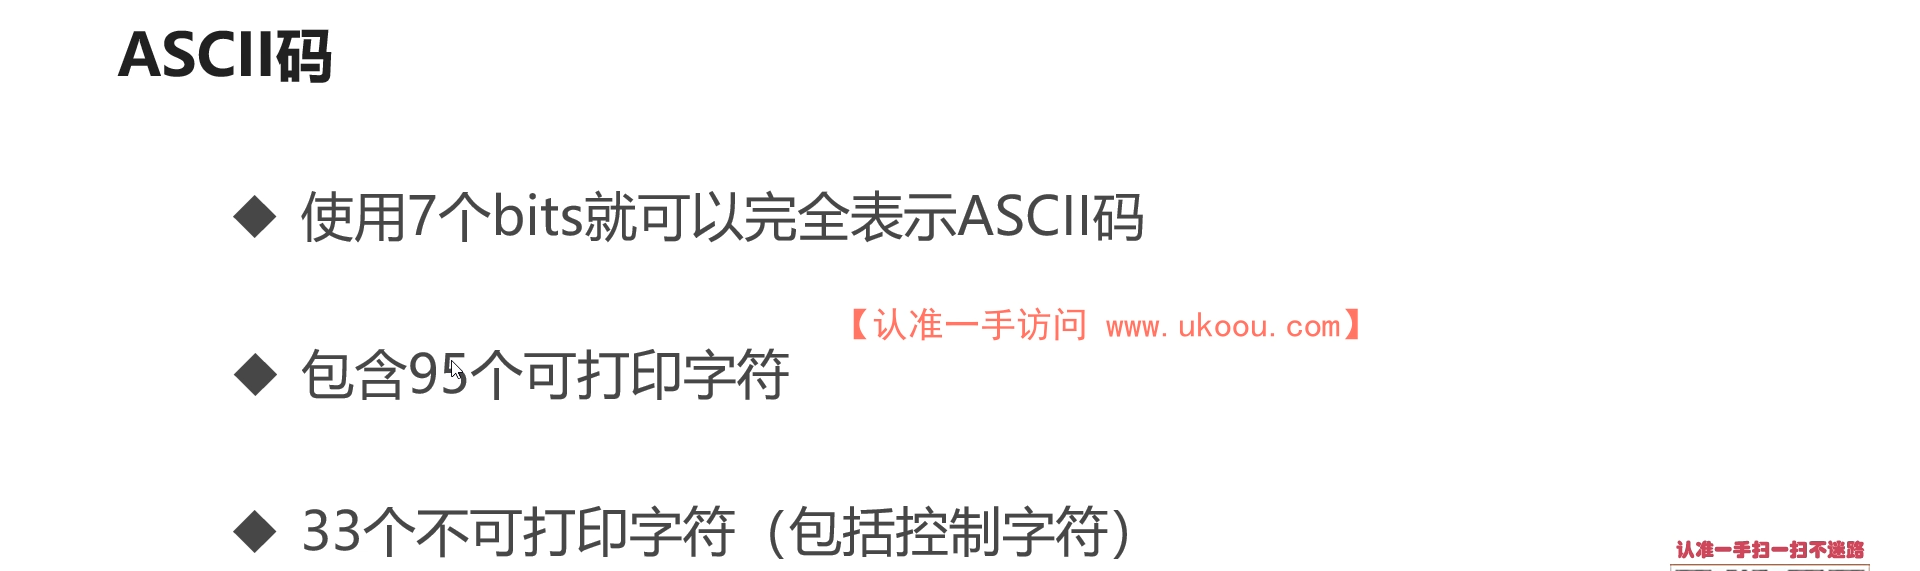 ASCII码
◆ 使用7个bits就可以完全表示ASCII码
【认准一手访问 www.ukoou.com】
◆ 包含95个可打印字符
◆ 33个不可打印字符（包括控制字符）
认准一手扫一扫不迷路